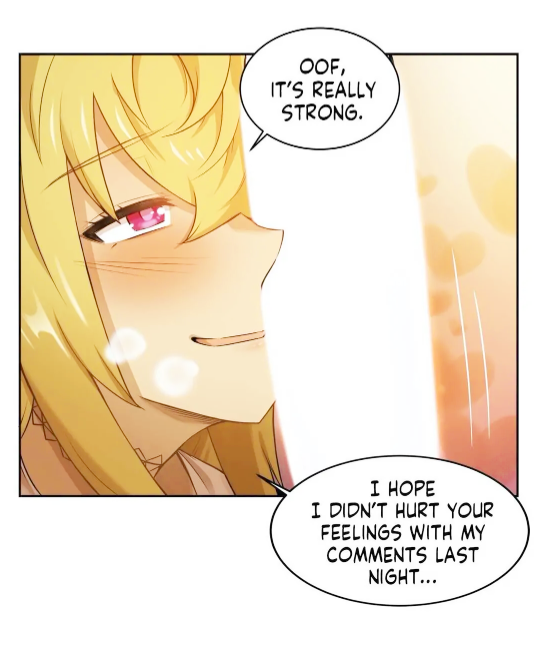 OOF,
IT'S REALLY
STRONG.
I HOPE
I DIDN'T HURT YOUR
FEELINGS WITH MY
COMMENTS LAST
NIGHT...